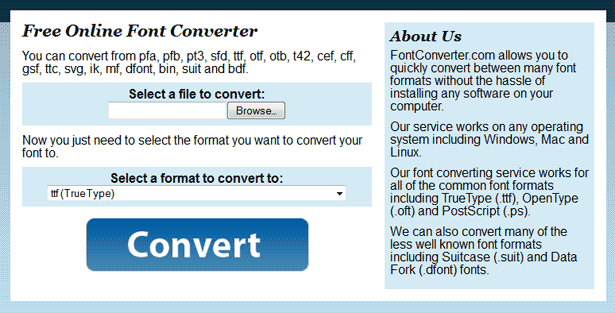 Free Online Font Converter
You can convert from pfa, pfb, pt3, sfd, ttf, otf, otb, t42, cef, cff,
gsf, ttc, svg, ik, mf, dfont, bin, suit and bdf.
Select a file to convert:
Browse..
Now you just need to select the format you want to convert your
font to.
Select a format to convert to:
ttf (TrueType)
Convert
About Us
FontConverter.com allows you to
quickly convert between many font
formats without the hassle of
installing any software on your
computer.
Our service works on any operating
system including Windows, Mac and
Linux.
Our font converting service works for
all of the common font formats
including TrueType (.ttf), OpenType
(.oft) and PostScript (.ps).
We can also convert many of the
less well known font formats
including Suitcase (.suit) and Data
Fork (.dfont) fonts.